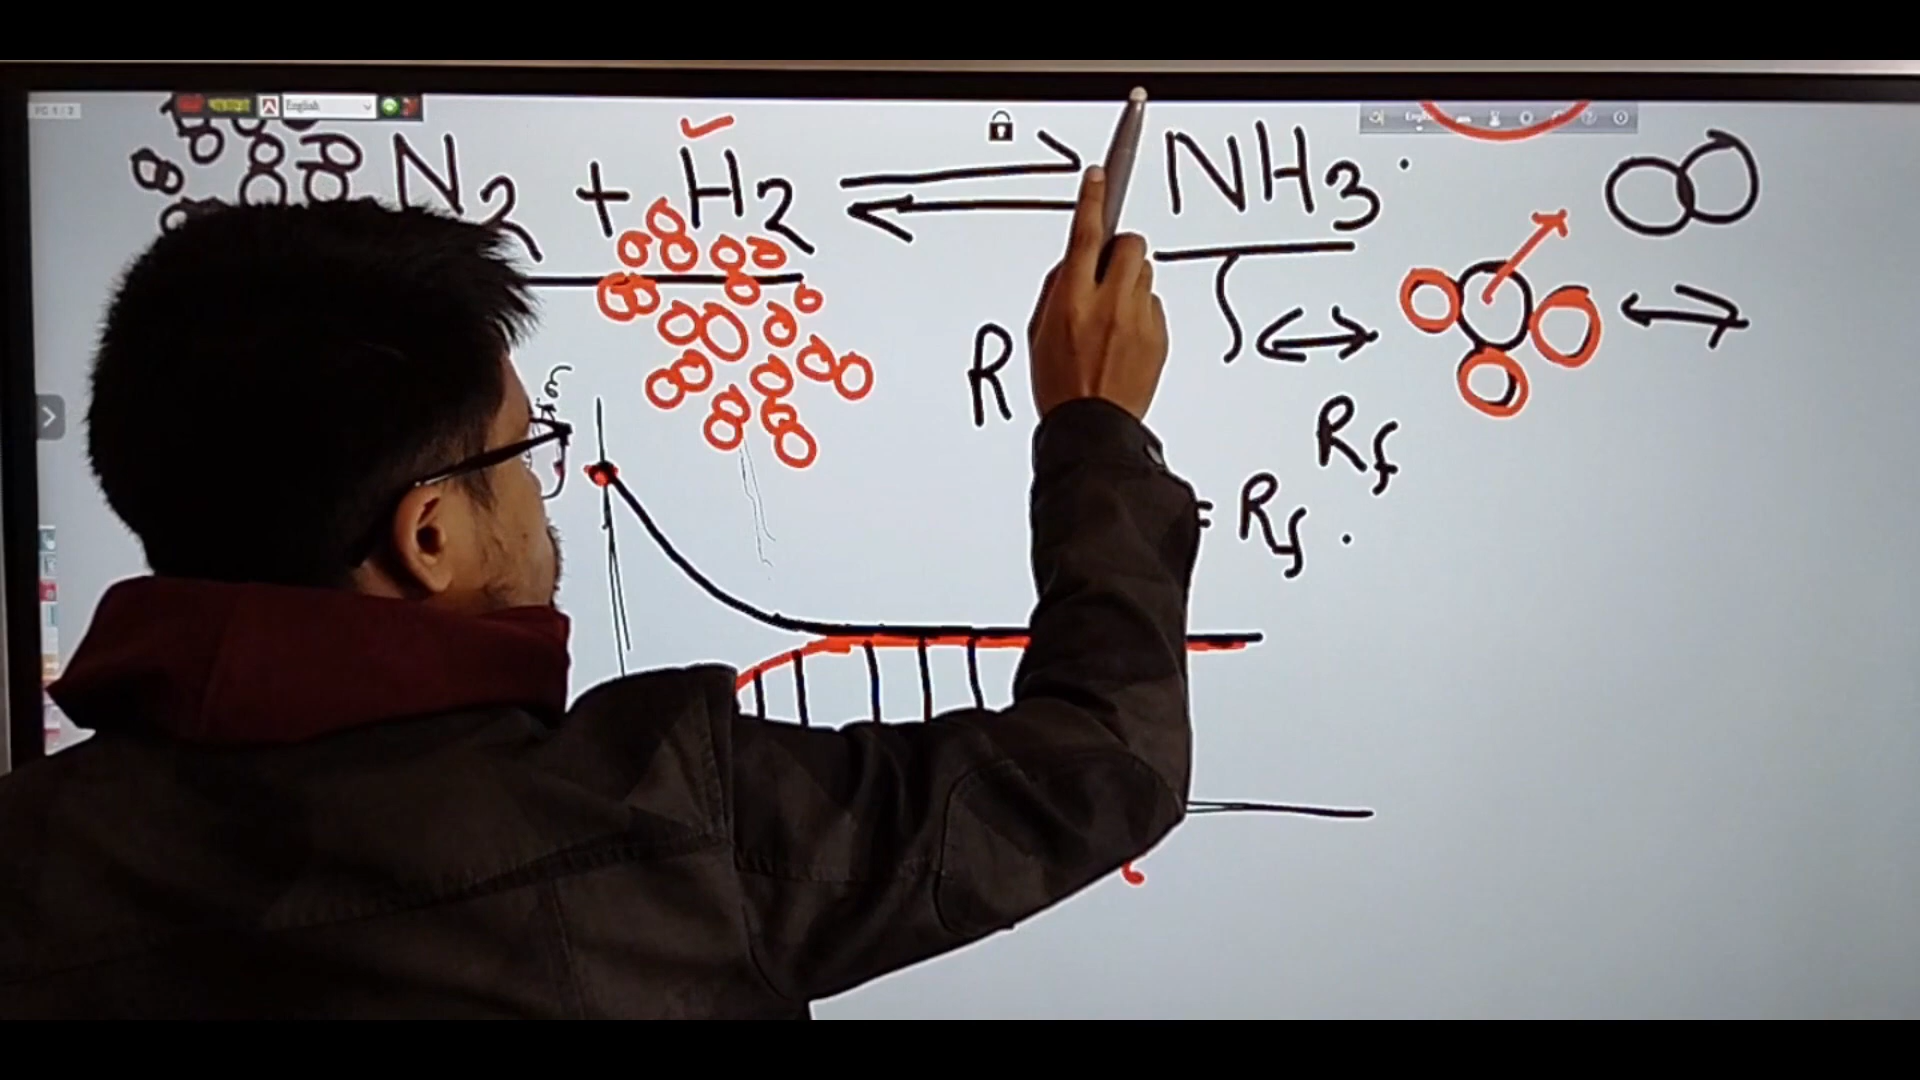 English
N2 + H2 ⇌ NH3.
R
Rf
= Rf.